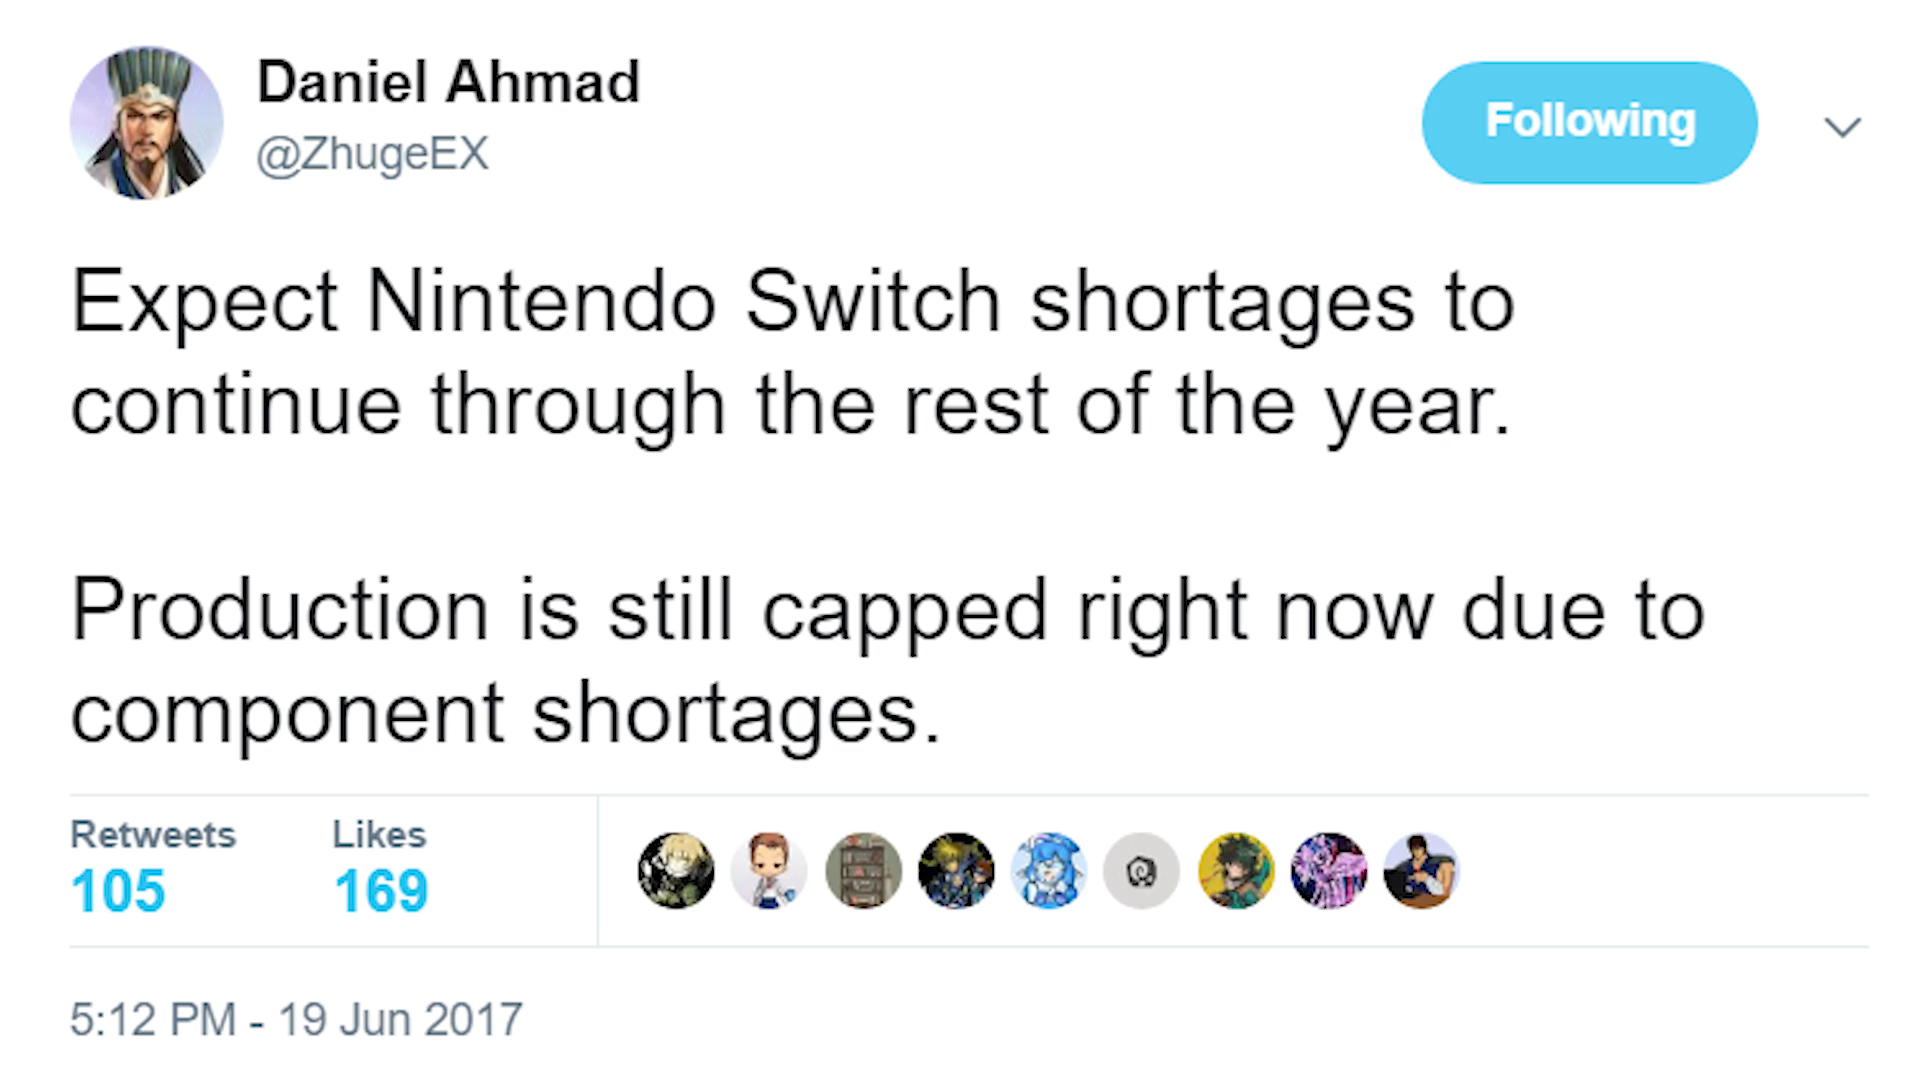 Daniel Ahmad
@ZhugeEX
Following
Expect Nintendo Switch shortages to
continue through the rest of the year.
Production is still capped right now due to
component shortages.
Retweets Likes
105 169
5:12 PM - 19 Jun 2017